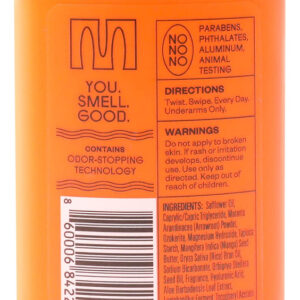 NO
NO
NO
PARABENS,
PHTHALATES,
ALUMINUM,
ANIMAL
TESTING
YOU.
SMELL.
GOOD.
CONTAINS
ODOR-STOPPING
TECHNOLOGY
DIRECTIONS
Twist. Swipe. Every Day.
Underarms Only.
WARNINGS
Do not apply to broken
skin. If rash or irritation
develops, discontinue
use. Use only as
directed. Keep out of
reach of children.
INGREDIENTS: Safflower Oil,
Caprylic/Capric Triglyceride, Maranta
Arundinacea (Arrowroot) Powder,
Ozokerite, Magnesium Hydroxide, Tapioca
Starch, Mangifera Indica (Mango) Seed
Butter, Oryza Sativa (Rice) Bran Oil,
Sodium Bicarbonate,
Seed Oil, Fragrance, Hyaluronic Acid,
Aloe Barbadensis Leaf Extract,
8
60006 842